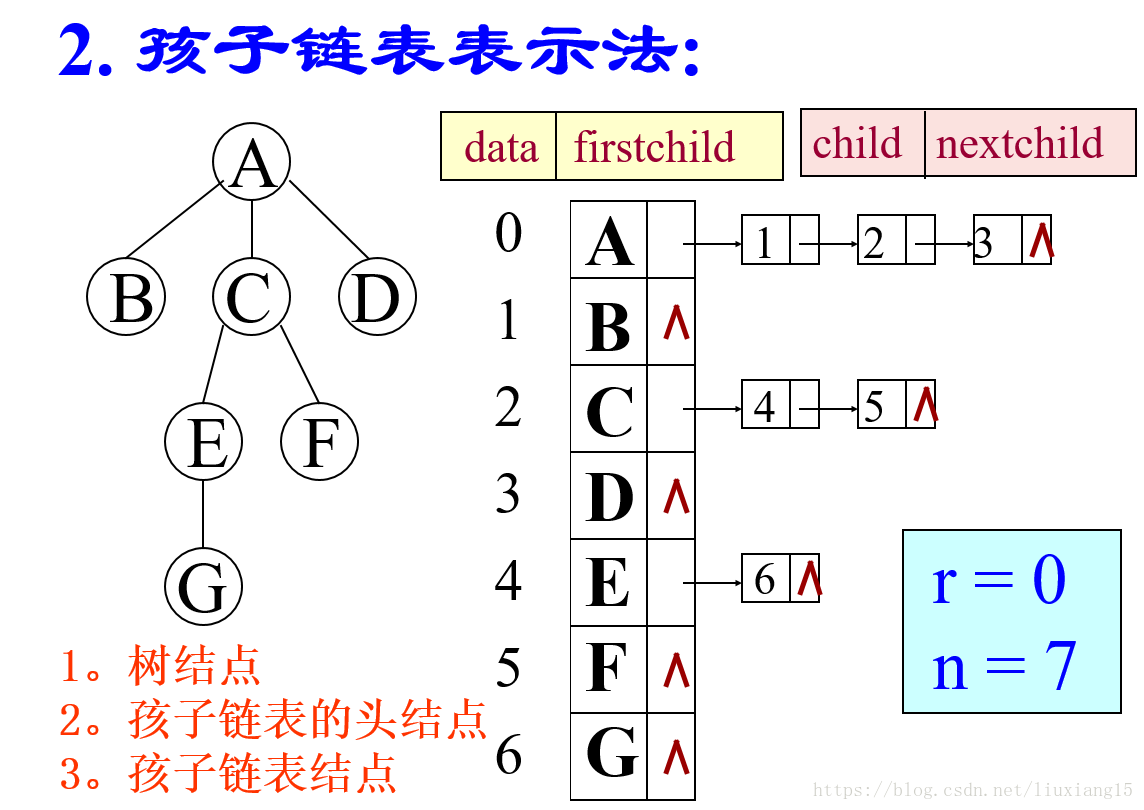 2. 孩子链表表示法:
data firstchild child nextchild
A
B C D
E F
G
0 A 1 2 3 ∧
1 B ∧
2 C 4 5 ∧
3 D ∧
4 E 6 ∧
5 F ∧
6 G ∧
r = 0
n = 7
1。树结点
2。孩子链表的头结点
3。孩子链表结点
https://blog.csdn.net/liuxiang15